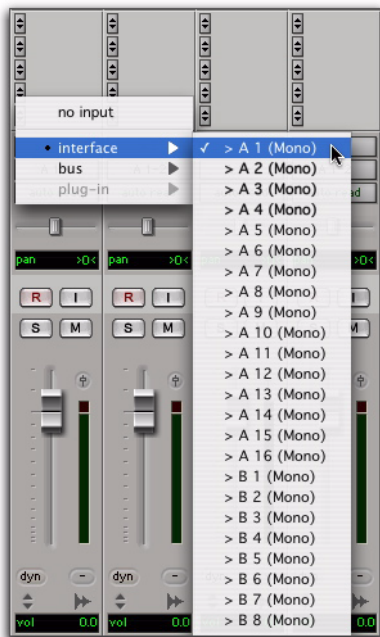 no input
interface
bus
plug-in
> A 1 (Mono)
> A 2 (Mono)
> A 3 (Mono)
> A 4 (Mono)
> A 5 (Mono)
> A 6 (Mono)
> A 7 (Mono)
> A 8 (Mono)
> A 9 (Mono)
> A 10 (Mono)
> A 11 (Mono)
> A 12 (Mono)
> A 13 (Mono)
> A 14 (Mono)
> A 15 (Mono)
> A 16 (Mono)
> B 1 (Mono)
> B 2 (Mono)
> B 3 (Mono)
> B 4 (Mono)
> B 5 (Mono)
> B 6 (Mono)
> B 7 (Mono)
> B 8 (Mono)
pan >0< pan >0<
R I R I
S M S M M
dyn - dyn -
vol 0.0 vol 0.0 0.0